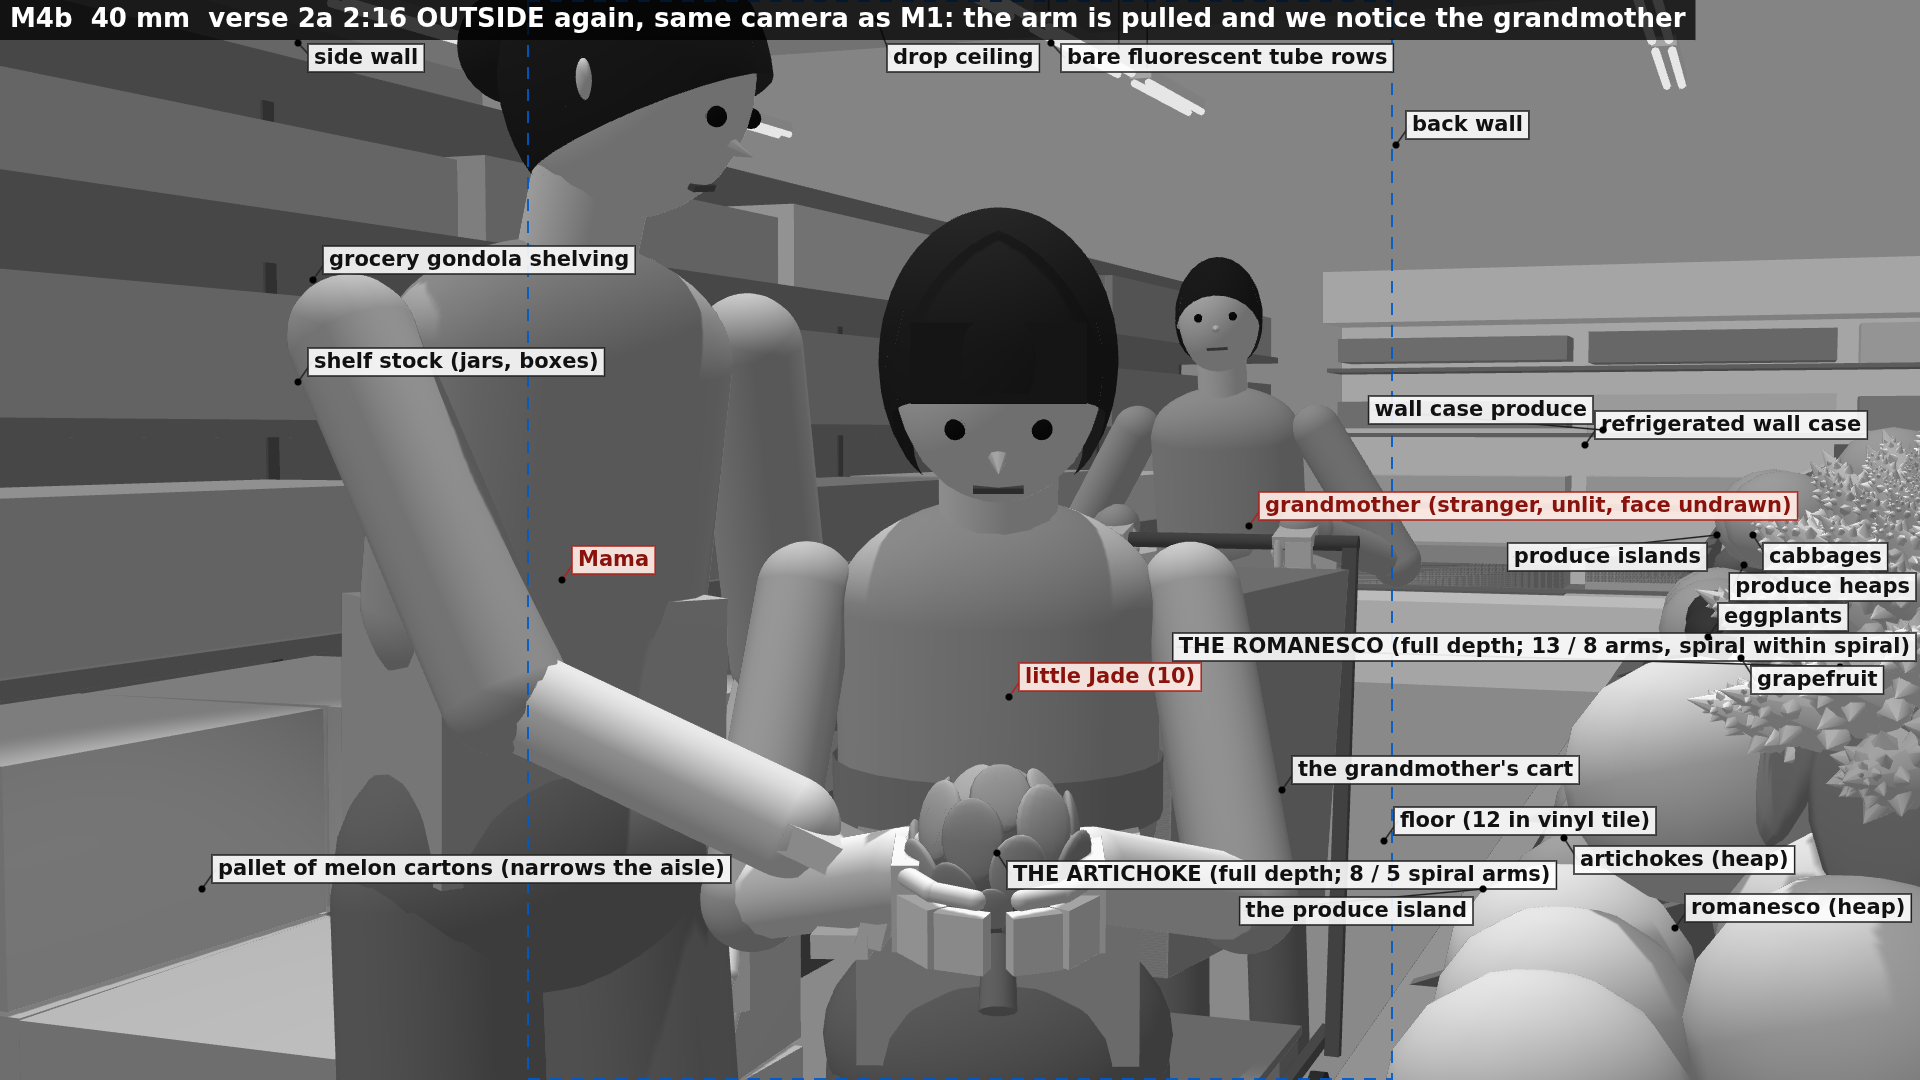 M4b 40 mm verse 2a 2:16 OUTSIDE again, same camera as M1: the arm is pulled and we notice the grandmother
side wall
drop ceiling
bare fluorescent tube rows
back wall
grocery gondola shelving
shelf stock (jars, boxes)
wall case produce
refrigerated wall case
grandmother (stranger, unlit, face undrawn)
Mama
produce islands
cabbages
produce heaps
eggplants
THE ROMANESCO (full depth; 13 / 8 arms, spiral within spiral)
little Jade (10)
grapefruit
the grandmother's cart
floor (12 in vinyl tile)
pallet of melon cartons (narrows the aisle)
THE ARTICHOKE (full depth; 8 / 5 spiral arms)
artichokes (heap)
the produce island
romanesco (heap)